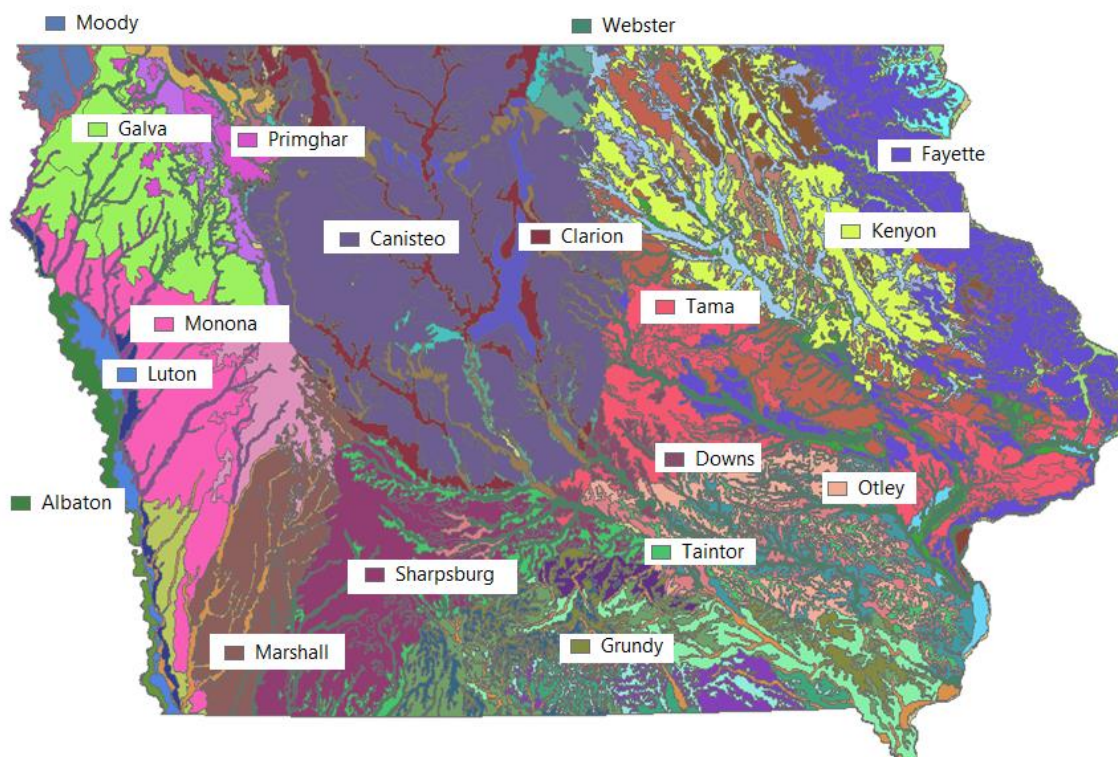 Moody
Webster
Galva
Primghar
Fayette
Canisteo
Clarion
Kenyon
Tama
Monona
Luton
Downs
Otley
Albaton
Taintor
Sharpsburg
Grundy
Marshall